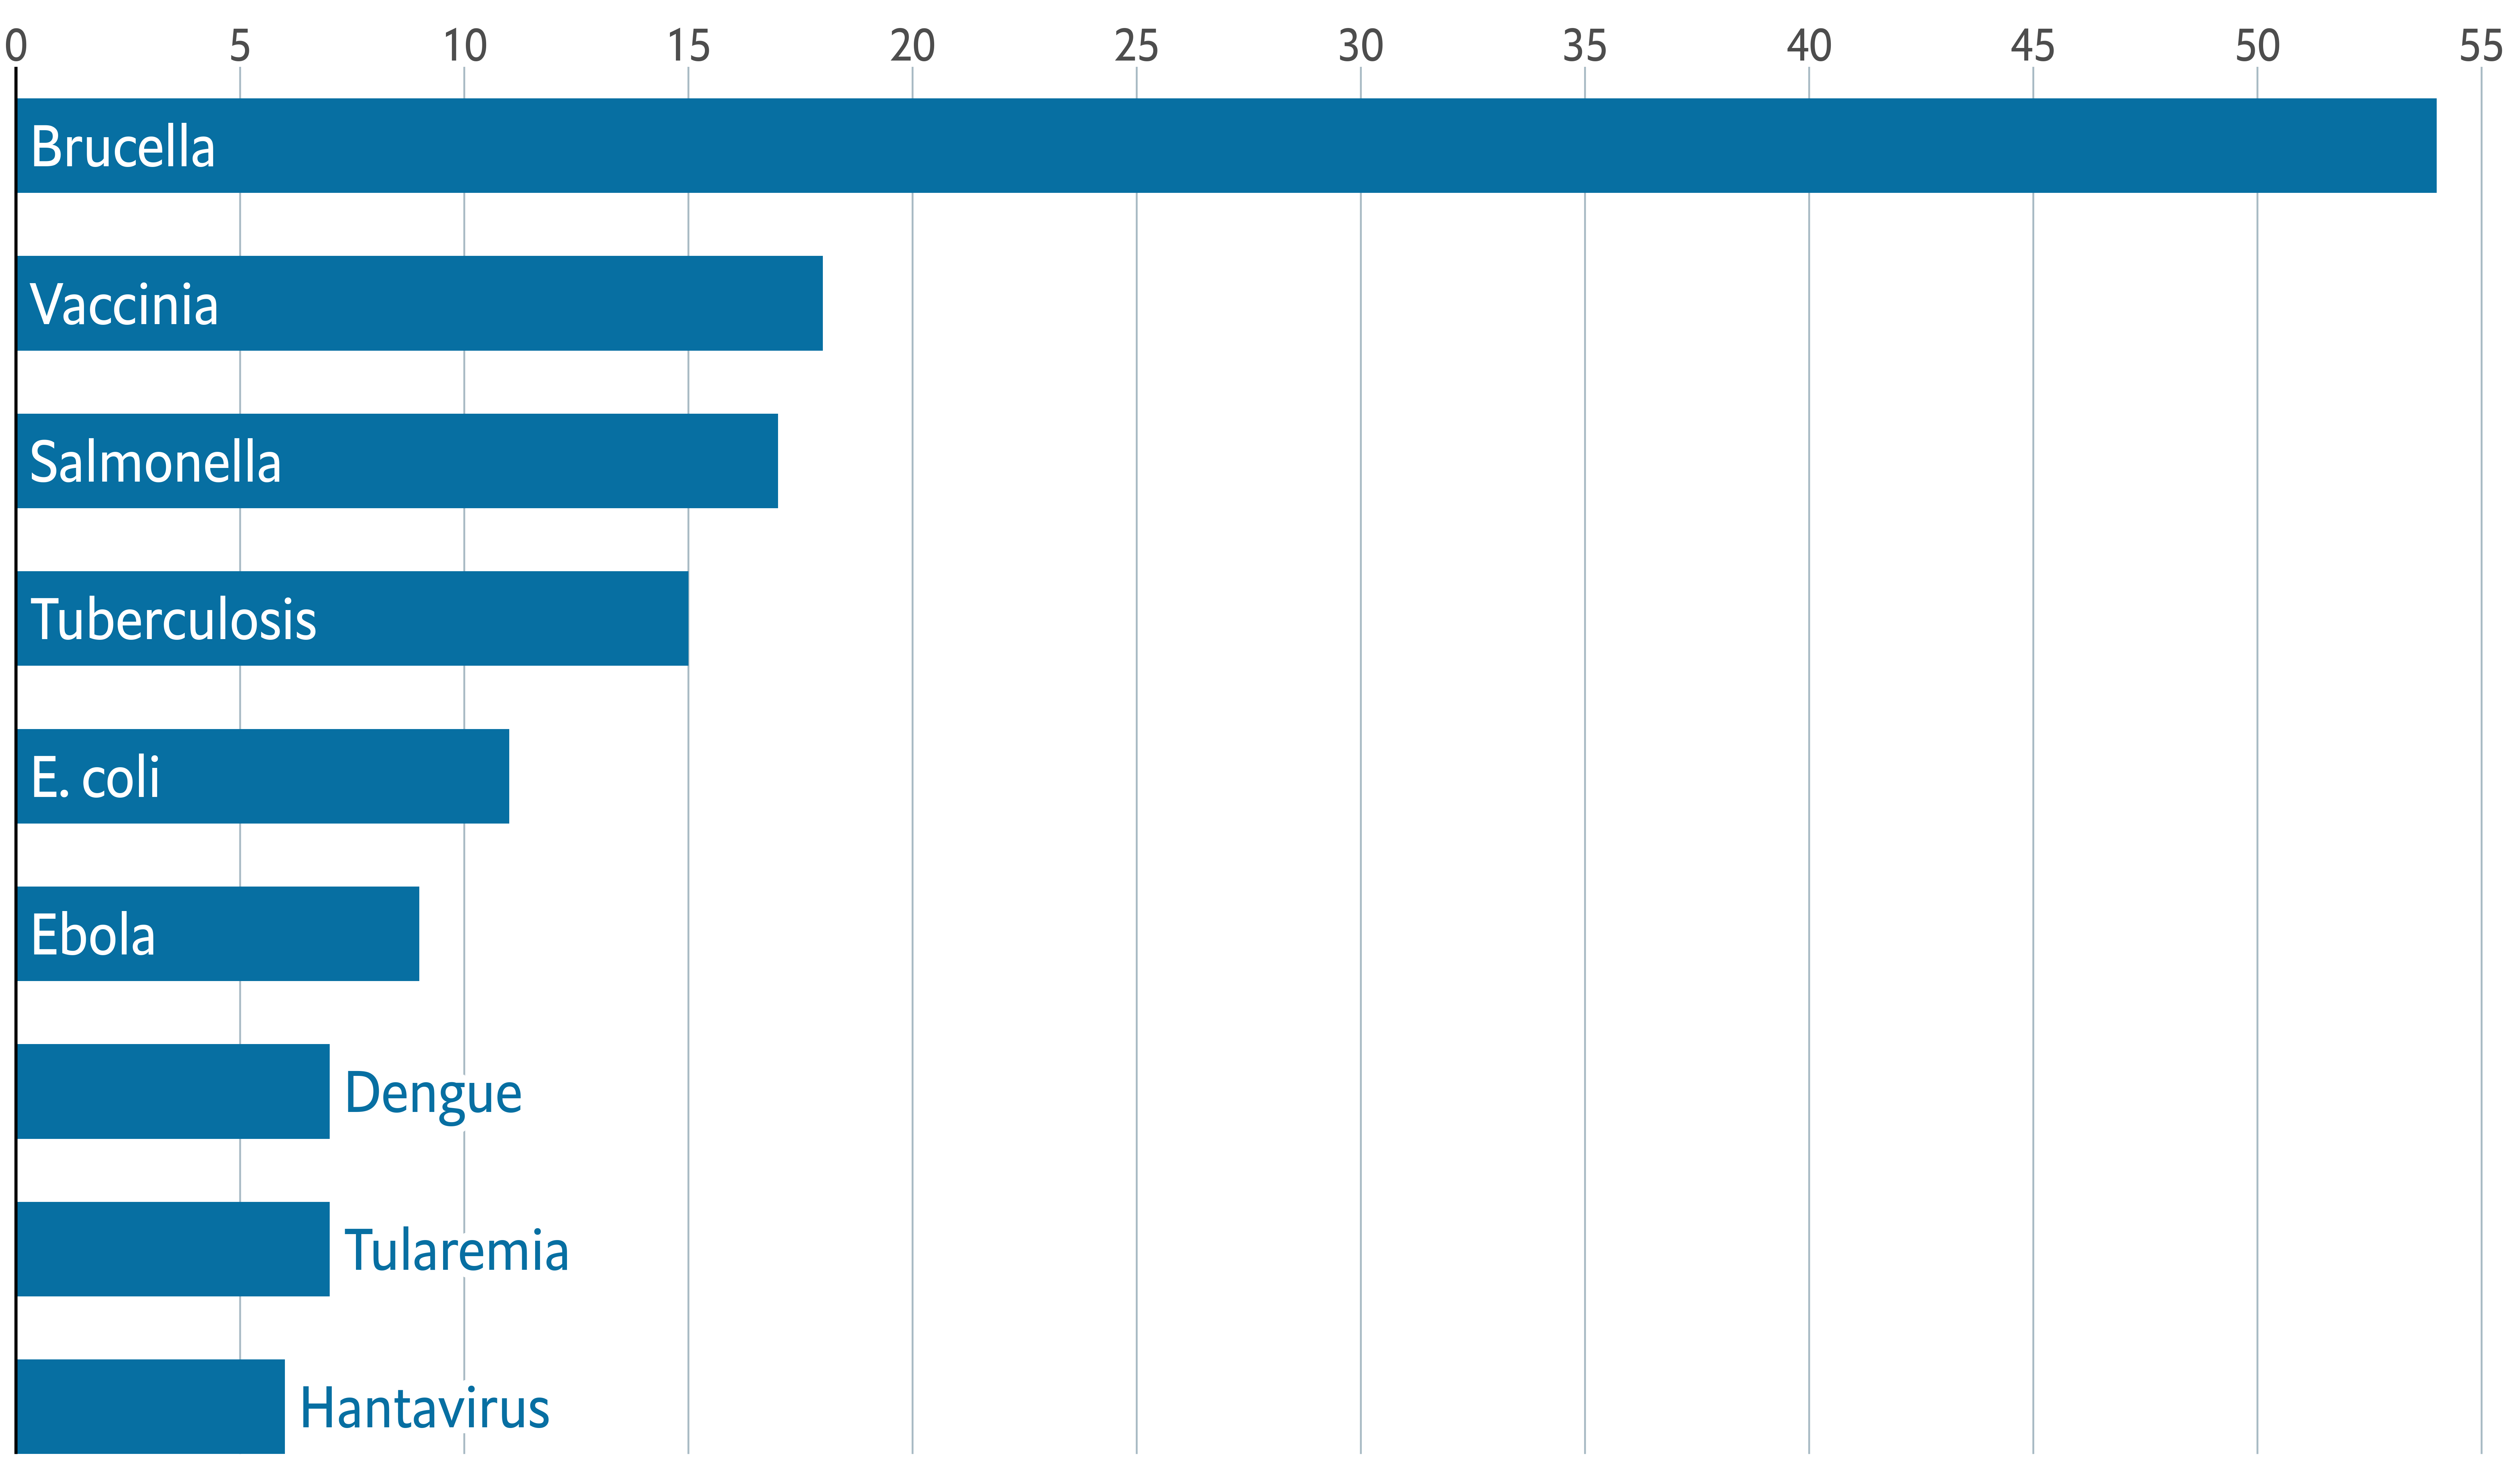 0 5 10 15 20 25 30 35 40 45 50 55
Brucella
Vaccinia
Salmonella
Tuberculosis
E. coli
Ebola
Dengue
Tularemia
Hantavirus